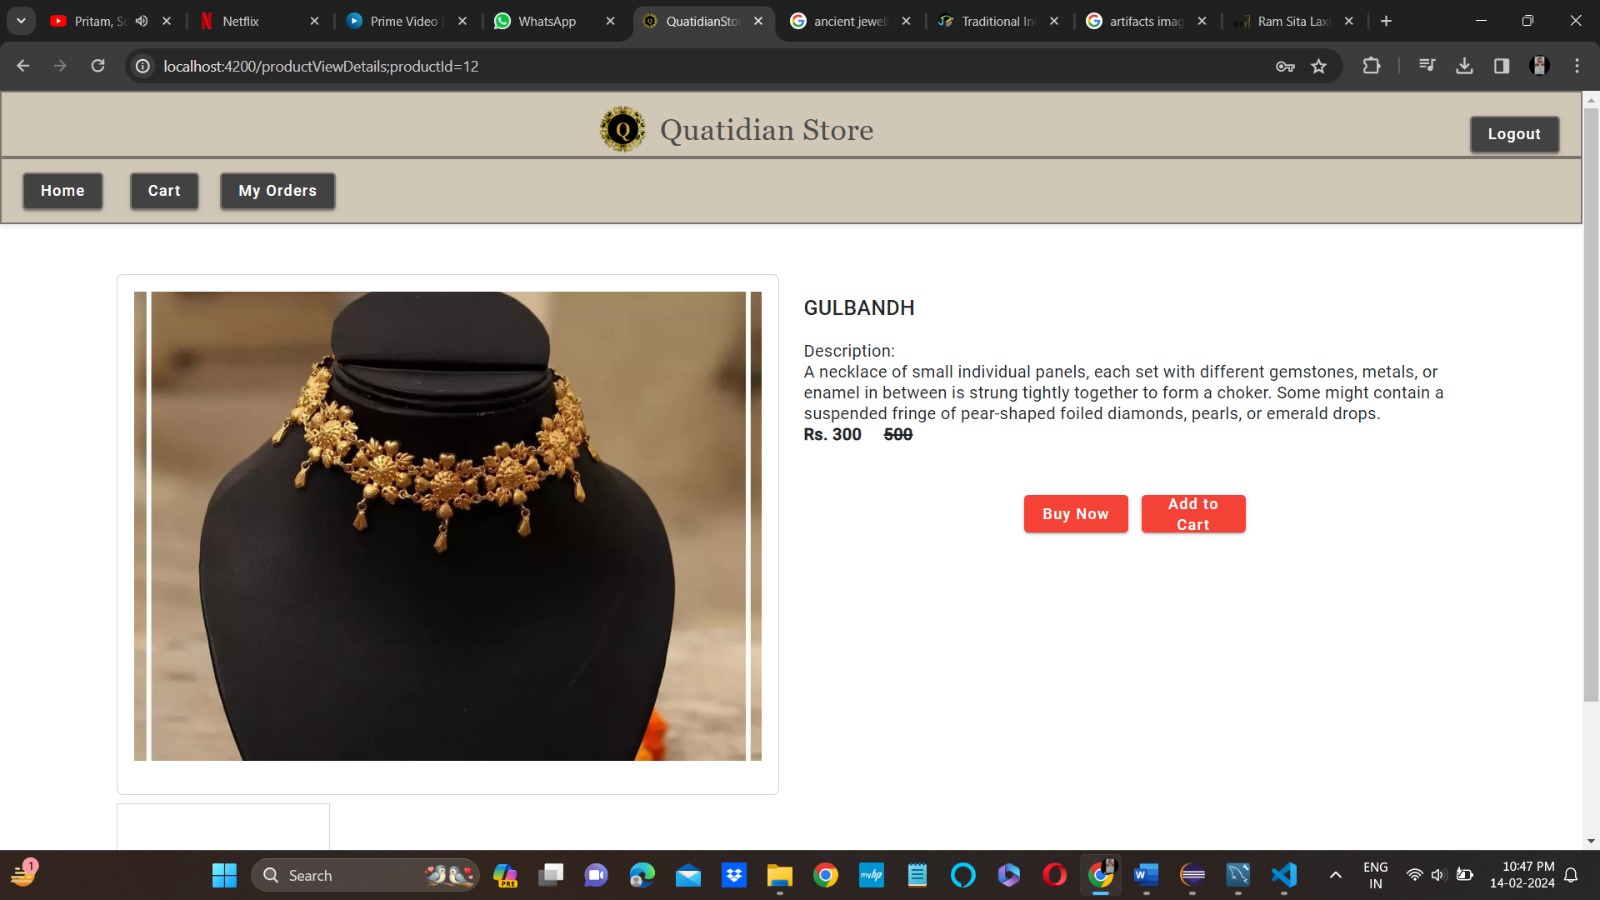 Pritam, S
Netflix
Prime Video
WhatsApp
QuatidianSto
ancient jewel
Traditional In
artifacts imag
Ram Sita Lax
localhost:4200/productViewDetails;productId=12
Q Quatidian Store
Logout
Home
Cart
My Orders
GULBANDH
Description:
A necklace of small individual panels, each set with different gemstones, metals, or
enamel in between is strung tightly together to form a choker. Some might contain a
suspended fringe of pear-shaped foiled diamonds, pearls, or emerald drops.
Rs. 300 500
Buy Now
Add to
Cart
1
Search
PRE
myhp
W
ENG
IN
10:47 PM
14-02-2024